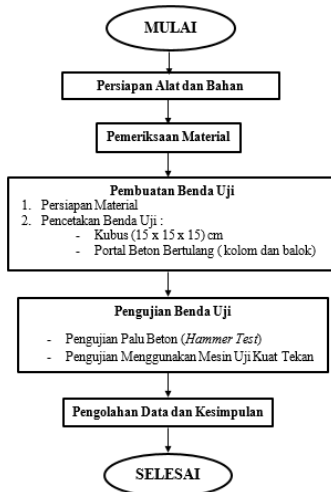 MULAI
Persiapan Alat dan Bahan
Pemeriksaan Material
Pembuatan Benda Uji
1. Persiapan Material
2. Pencetakan Benda Uji :
- Kubus (15 x 15 x 15) cm
- Portal Beton Bertulang ( kolom dan balok)
Pengujian Benda Uji
- Pengujian Palu Beton (Hammer Test)
- Pengujian Menggunakan Mesin Uji Kuat Tekan
Pengolahan Data dan Kesimpulan
SELESAI